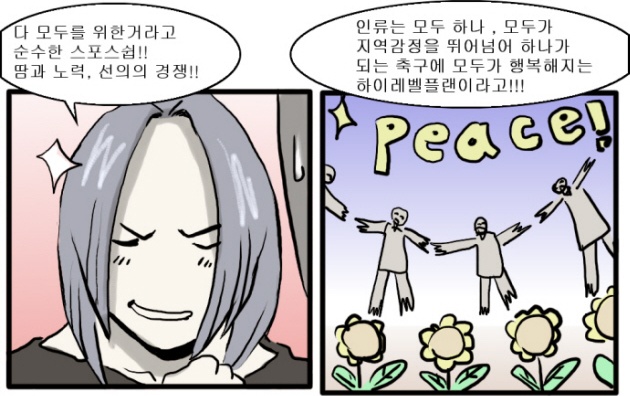 다 모두를 위한거라고
순수한 스포스쉽!!
땀과 노력, 선의의 경쟁!!
인류는 모두 하나 , 모두가
지역감정을 뛰어넘어 하나가
되는 축구에 모두가 행복해지는
하이레벨플랜이라고!!!
peace!